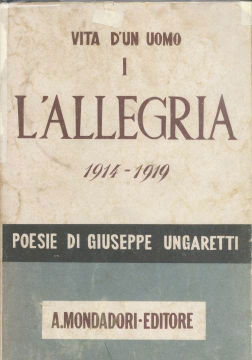 VITA D'UN UOMO
I
L'ALLEGRIA
1914-1919
POESIE DI GIUSEPPE UNGARETTI
A. MONDADORI·EDITORE